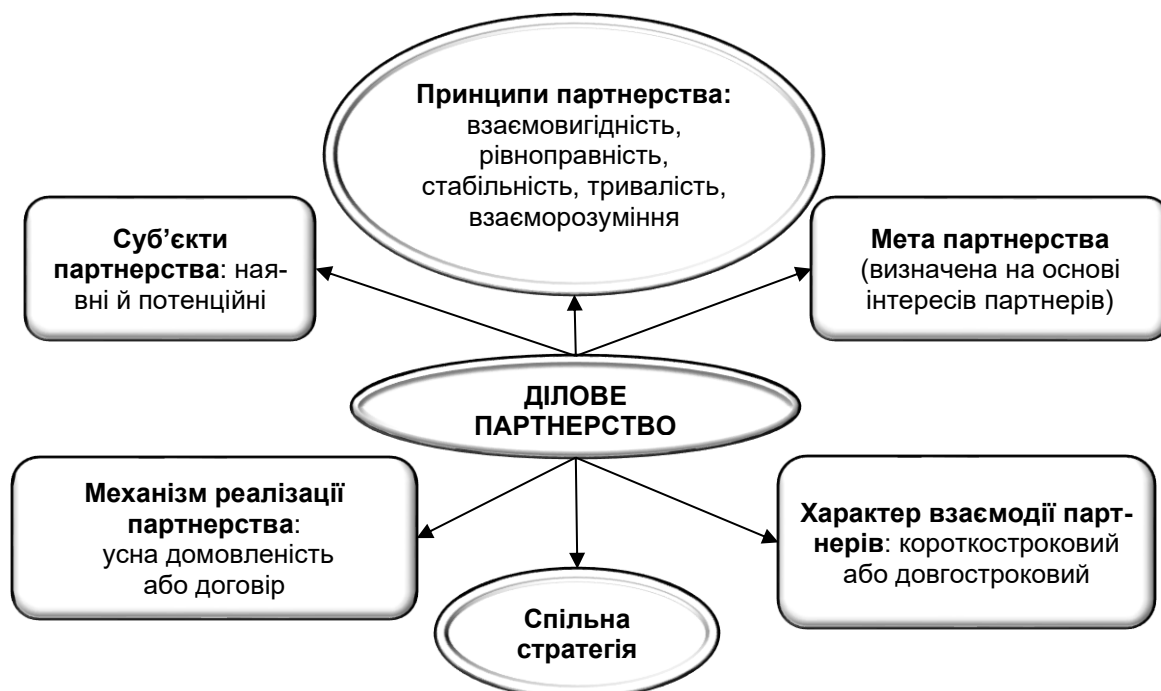 Принципи партнерства:
взаємовигідність,
рівноправність,
стабільність, тривалість,
взаєморозуміння
Суб’єкти
партнерства: ная-
вні й потенційні
Мета партнерства
(визначена на основі
інтересів партнерів)
ДІЛОВЕ
ПАРТНЕРСТВО
Механізм реалізації
партнерства:
усна домовленість
або договір
Характер взаємодії парт-
нерів: короткостроковий
або довгостроковий
Спільна
стратегія